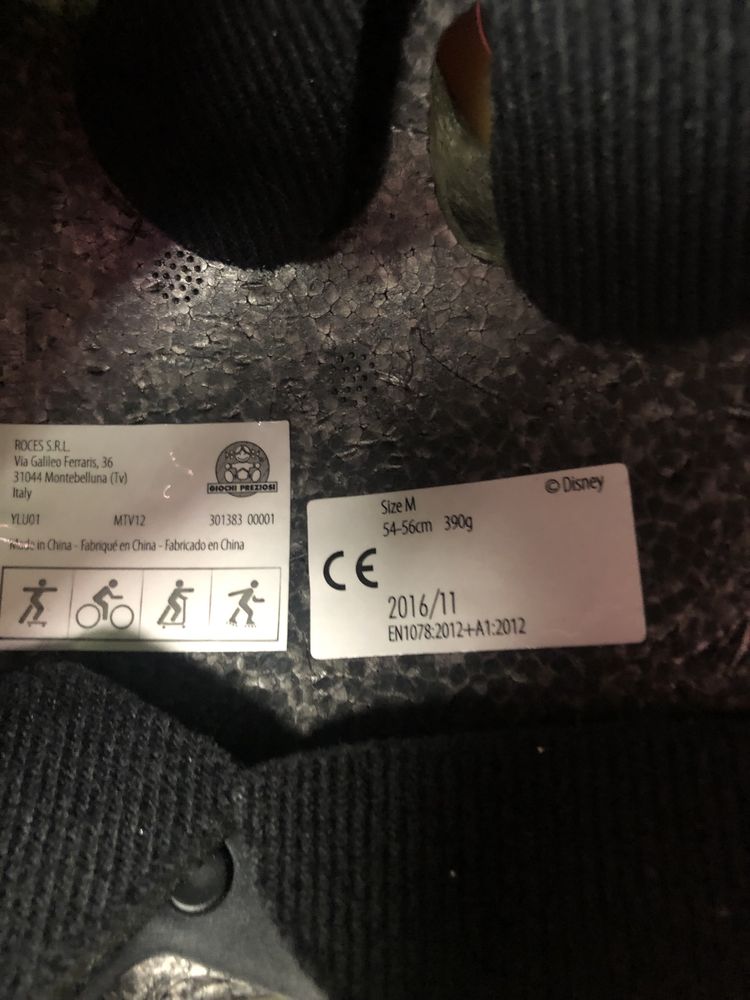 ROCES S.R.L.
Via Galileo Ferraris, 36
31044 Montebelluna (Tv)
Italy
GIOCHI PREZIOSI
YLU01 MTV12 301383 00001
Made in China - Fabriqué en China - Fabricado en China
© Disney
Size M
54-56cm 390g
CE
2016/11
EN1078:2012+A1:2012